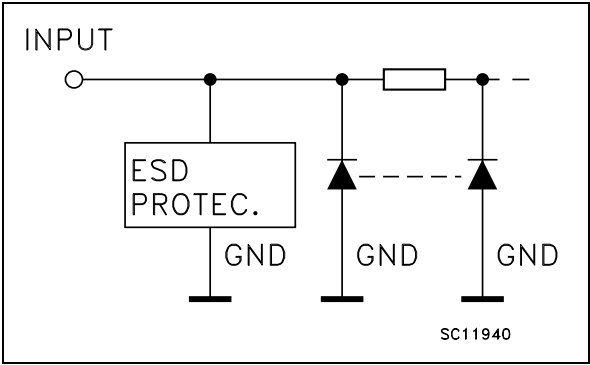 INPUT
ESD
PROTEC.
GND
GND
GND
SC11940